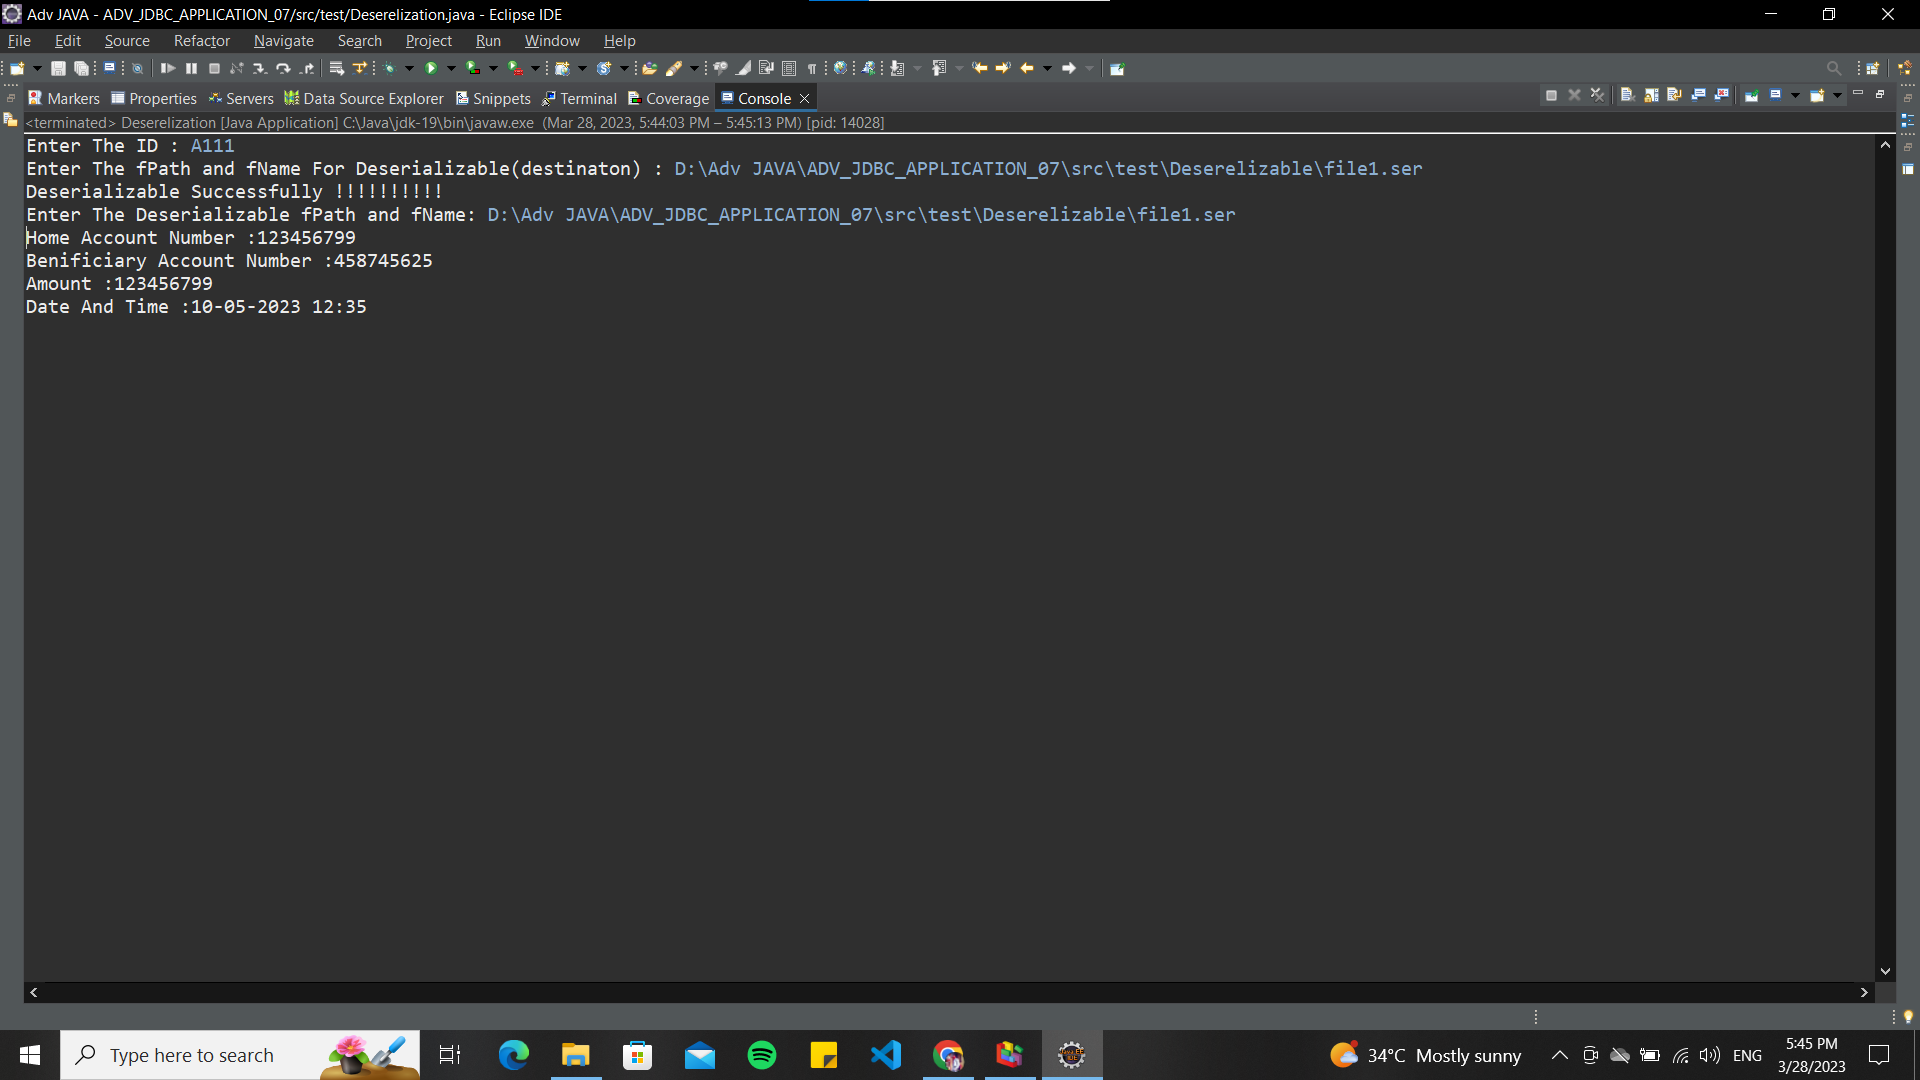 Adv JAVA - ADV_JDBC_APPLICATION_07/src/test/Deserelization.java - Eclipse IDE
File Edit Source Refactor Navigate Search Project Run Window Help
Markers Properties Servers Data Source Explorer Snippets Terminal Coverage Console
<terminated> Deserelization [Java Application] C:\Java\jdk-19\bin\javaw.exe (Mar 28, 2023, 5:44:03 PM – 5:45:13 PM) [pid: 14028]
Enter The ID : A111
Enter The fPath and fName For Deserializable(destinaton) : D:\Adv JAVA\ADV_JDBC_APPLICATION_07\src\test\Deserelizable\file1.ser
Deserializable Successfully !!!!!!!!!!
Enter The Deserializable fPath and fName: D:\Adv JAVA\ADV_JDBC_APPLICATION_07\src\test\Deserelizable\file1.ser
Home Account Number :123456799
Benificiary Account Number :458745625
Amount :123456799
Date And Time :10-05-2023 12:35
Type here to search
34°C Mostly sunny
ENG
5:45 PM
3/28/2023